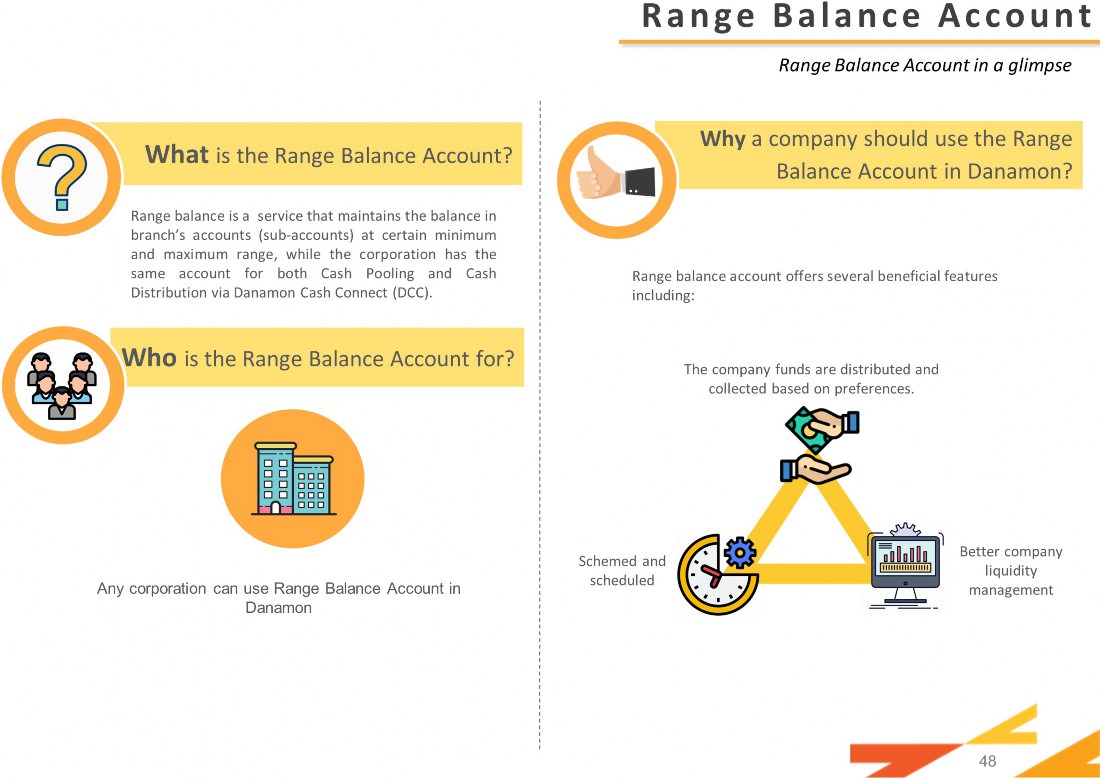 Range Balance Account
Range Balance Account in a glimpse
What is the Range Balance Account?
Range balance is a service that maintains the balance in
branch's accounts (sub-accounts) at certain minimum
and maximum range, while the corporation has the
same account for both Cash Pooling and Cash
Distribution via Danamon Cash Connect (DCC).
Who is the Range Balance Account for?
Any corporation can use Range Balance Account in
Danamon
Why a company should use the Range
Balance Account in Danamon?
Range balance account offers several beneficial features
including:
The company funds are distributed and
collected based on preferences.
Schemed and
scheduled
Better company
liquidity
management
48